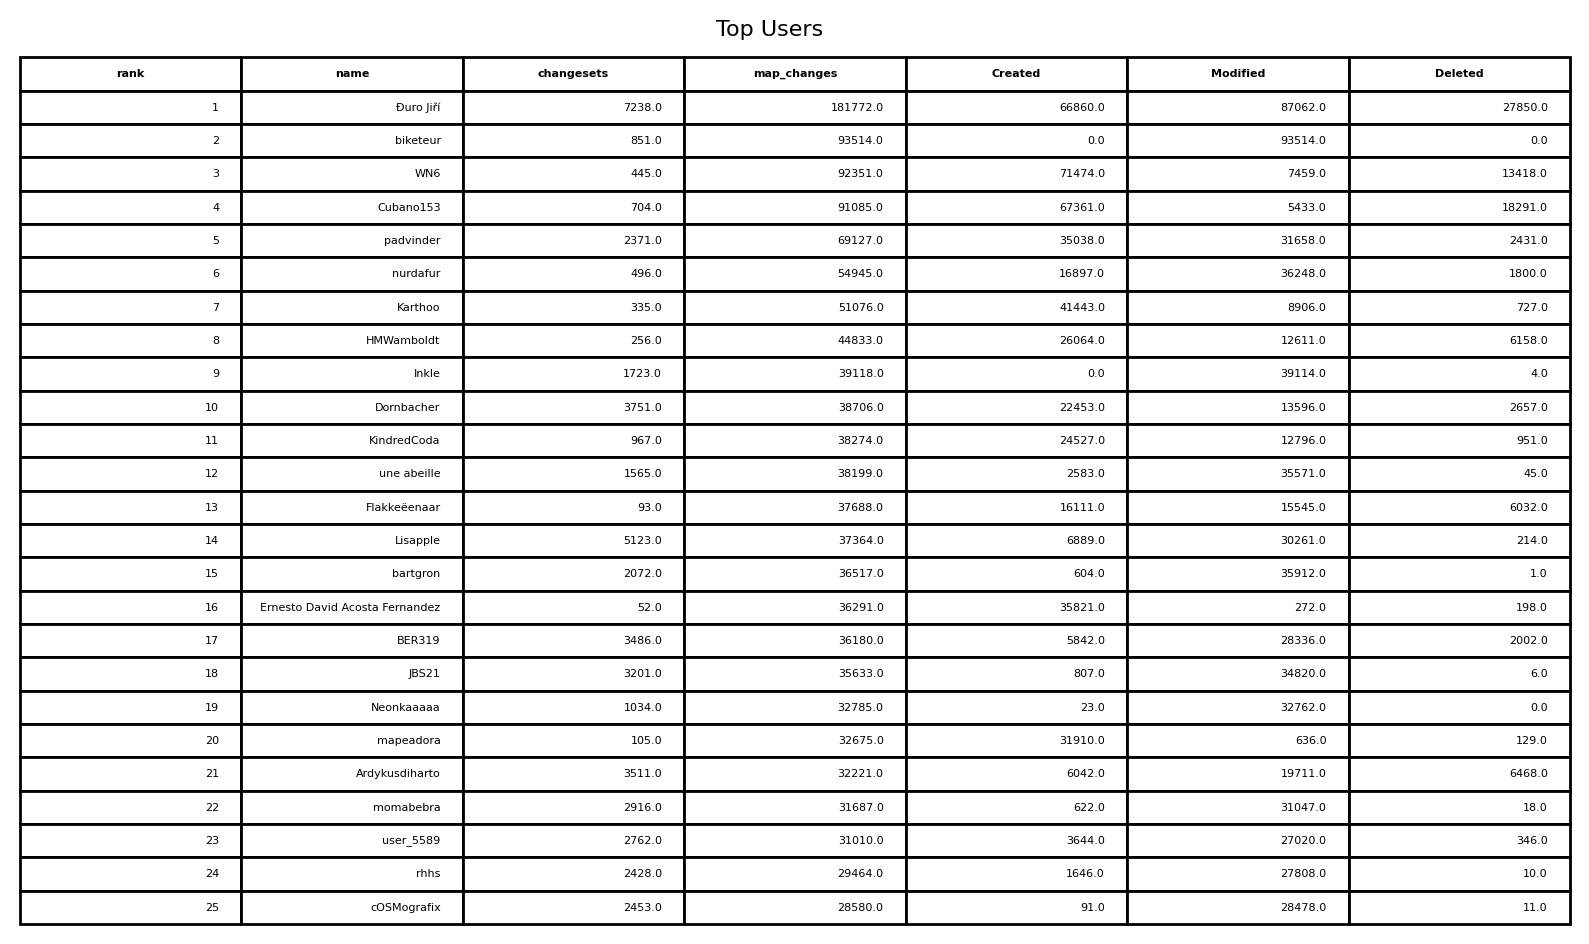 Top Users
rank name changesets map_changes Created Modified Deleted
1 Đuro Jiří 7238.0 181772.0 66860.0 87062.0 27850.0
2 biketeur 851.0 93514.0 0.0 93514.0 0.0
3 WN6 445.0 92351.0 71474.0 7459.0 13418.0
4 Cubano153 704.0 91085.0 67361.0 5433.0 18291.0
5 padvinder 2371.0 69127.0 35038.0 31658.0 2431.0
6 nurdafur 496.0 54945.0 16897.0 36248.0 1800.0
7 Karthoo 335.0 51076.0 41443.0 8906.0 727.0
8 HMWamboldt 256.0 44833.0 26064.0 12611.0 6158.0
9 Inkle 1723.0 39118.0 0.0 39114.0 4.0
10 Dornbacher 3751.0 38706.0 22453.0 13596.0 2657.0
11 KindredCoda 967.0 38274.0 24527.0 12796.0 951.0
12 une abeille 1565.0 38199.0 2583.0 35571.0 45.0
13 Flakkeëenaar 93.0 37688.0 16111.0 15545.0 6032.0
14 Lisapple 5123.0 37364.0 6889.0 30261.0 214.0
15 bartgron 2072.0 36517.0 604.0 35912.0 1.0
16 Ernesto David Acosta Fernandez 52.0 36291.0 35821.0 272.0 198.0
17 BER319 3486.0 36180.0 5842.0 28336.0 2002.0
18 JBS21 3201.0 35633.0 807.0 34820.0 6.0
19 Neonkaaaaa 1034.0 32785.0 23.0 32762.0 0.0
20 mapeadora 105.0 32675.0 31910.0 636.0 129.0
21 Ardykusdiharto 3511.0 32221.0 6042.0 19711.0 6468.0
22 momabebra 2916.0 31687.0 622.0 31047.0 18.0
23 user_5589 2762.0 31010.0 3644.0 27020.0 346.0
24 rhhs 2428.0 29464.0 1646.0 27808.0 10.0
25 cOSMografix 2453.0 28580.0 91.0 28478.0 11.0